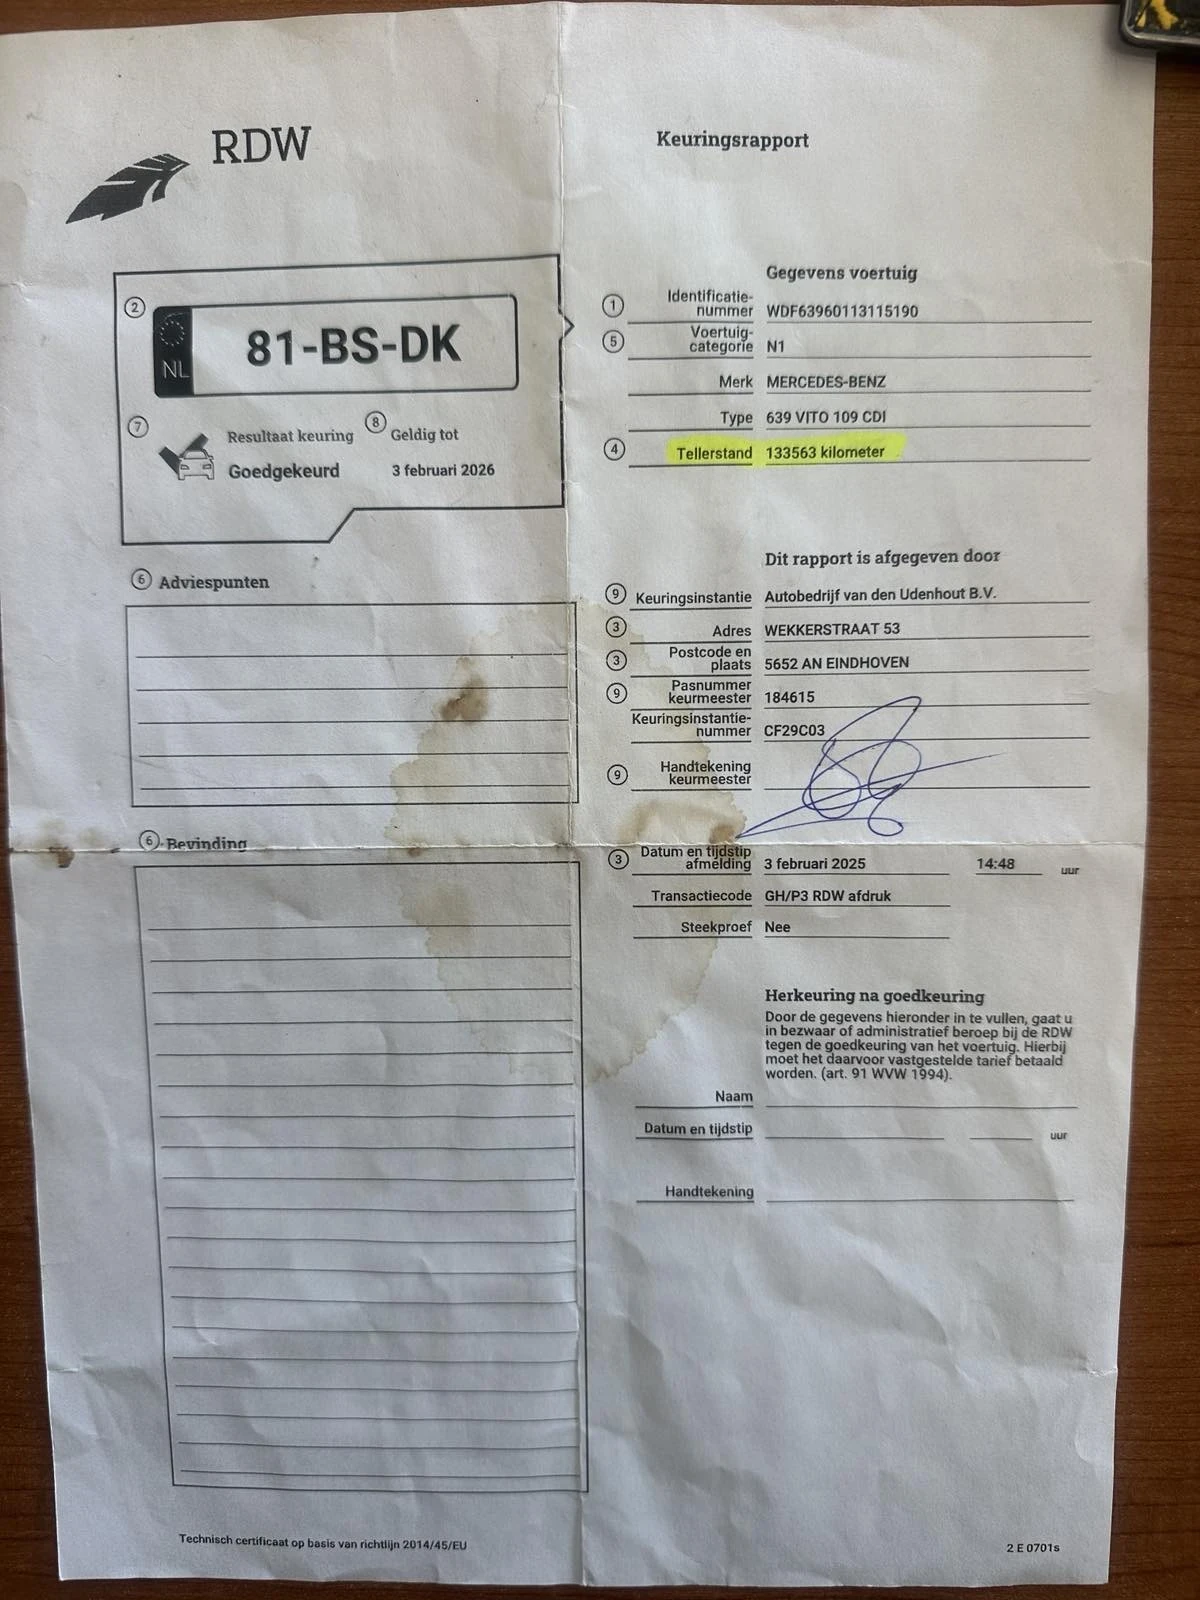 RDW
Keuringsrapport
2
NL
81-BS-DK
7
Resultaat keuring
Goedgekeurd
8
Geldig tot
3 februari 2026
Gegevens voertuig
1
Identificatie-
nummer WDF63960113115190
5
Voertuig-
categorie N1
Merk MERCEDES-BENZ
Type 639 VITO 109 CDI
4
Tellerstand 133563 kilometer
6 Adviespunten
Dit rapport is afgegeven door
9 Keuringsinstantie Autobedrijf van den Udenhout B.V.
3 Adres WEKKERSTRAAT 53
3
Postcode en
plaats 5652 AN EINDHOVEN
9
Pasnummer
keurmeester 184615
Keuringsinstantie-
nummer CF29C03
9
Handtekening
keurmeester
6 Bevinding
3
Datum en tijdstip
afmelding 3 februari 2025 14:48 uur
Transactiecode GH/P3 RDW afdruk
Steekproef Nee
Herkeuring na goedkeuring
Door de gegevens hieronder in te vullen, gaat u
in bezwaar of administratief beroep bij de RDW
tegen de goedkeuring van het voertuig. Hierbij
moet het daarvoor vastgestelde tarief betaald
worden. (art. 91 WVW 1994).
Naam
Datum en tijdstip uur
Handtekening
Technisch certificaat op basis van richtlijn 2014/45/EU
2 E 0701s